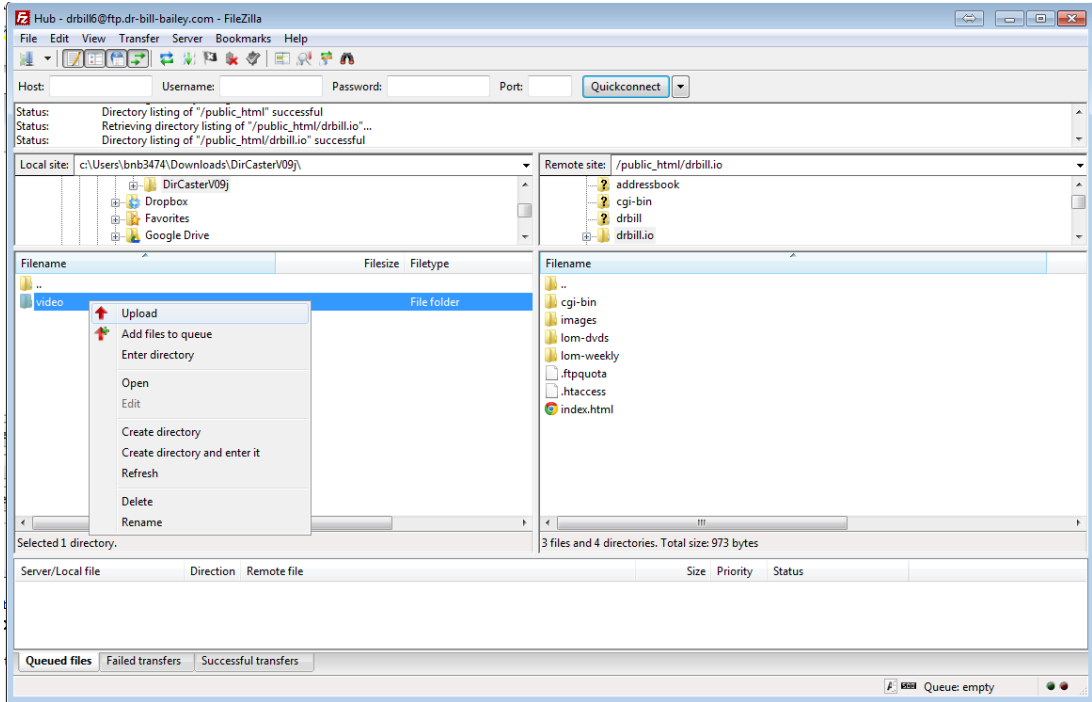 Hub - drbill6@ftp.dr-bill-bailey.com - FileZilla
File Edit View Transfer Server Bookmarks Help
Host: Username: Password: Port: Quickconnect
Status: Directory listing of "/public_html" successful
Status: Retrieving directory listing of "/public_html/drbill.io"...
Status: Directory listing of "/public_html/drbill.io" successful
Local site: c:\Users\bnb3474\Downloads\DirCasterV09j\
DirCasterV09j
Dropbox
Favorites
Google Drive
Remote site: /public_html/drbill.io
addressbook
cgi-bin
drbill
drbill.io
Filename Filesize Filetype
..
video File folder
Upload
Add files to queue
Enter directory
Open
Edit
Create directory
Create directory and enter it
Refresh
Delete
Rename
Selected 1 directory.
Filename
..
cgi-bin
images
lom-dvds
lom-weekly
.ftpquota
.htaccess
index.html
3 files and 4 directories. Total size: 973 bytes
Server/Local file Direction Remote file Size Priority Status
Queued files Failed transfers Successful transfers
Queue: empty